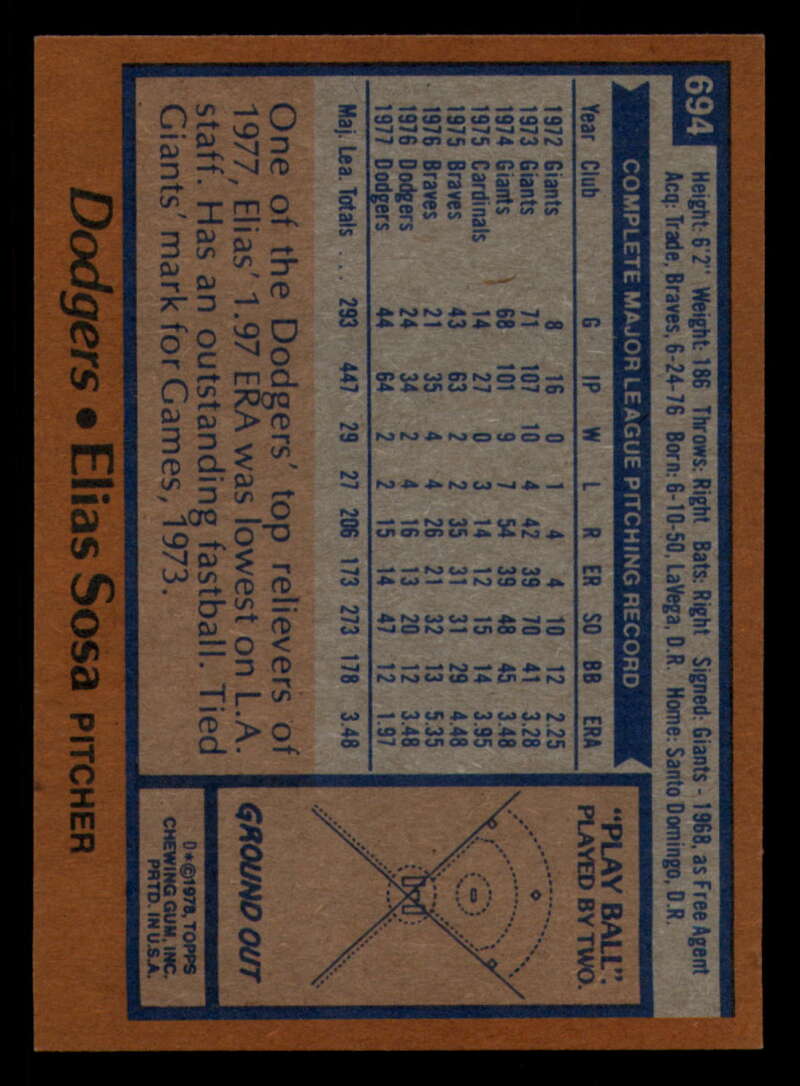 694
Height: 6'2" Weight: 186 Throws: Right Bats: Right Signed: Giants - 1968, as Free Agent
Acq: Trade, Braves, 6-24-76 Born: 6-10-50, LaVega, D.R. Home: Santo Domingo, D.R.
COMPLETE MAJOR LEAGUE PITCHING RECORD
Year Club G IP W L R ER SO BB ERA
1972 Giants 8 16 0 1 4 4 10 12 2.25
1973 Giants 71 107 10 4 42 39 70 41 3.28
1974 Giants 68 101 9 7 54 39 48 45 3.48
1975 Cardinals 14 27 0 3 14 12 15 14 3.95
1975 Braves 43 63 2 2 35 31 31 29 4.48
1976 Braves 21 35 4 4 26 21 32 13 5.35
1976 Dodgers 24 34 2 4 16 13 20 12 3.48
1977 Dodgers 44 64 2 2 15 14 47 12 1.97
Maj. Lea. Totals ... 293 447 29 27 206 173 273 178 3.48
One of the Dodgers' top relievers of
1977, Elias' 1.97 ERA was lowest on L.A.
staff. Has an outstanding fastball. Tied
Giants' mark for Games, 1973.
"PLAY BALL":
PLAYED BY TWO.
GROUND OUT
D*©1978, TOPPS
CHEWING GUM, INC.
PRTD. IN U.S.A.
Dodgers • Elias Sosa PITCHER